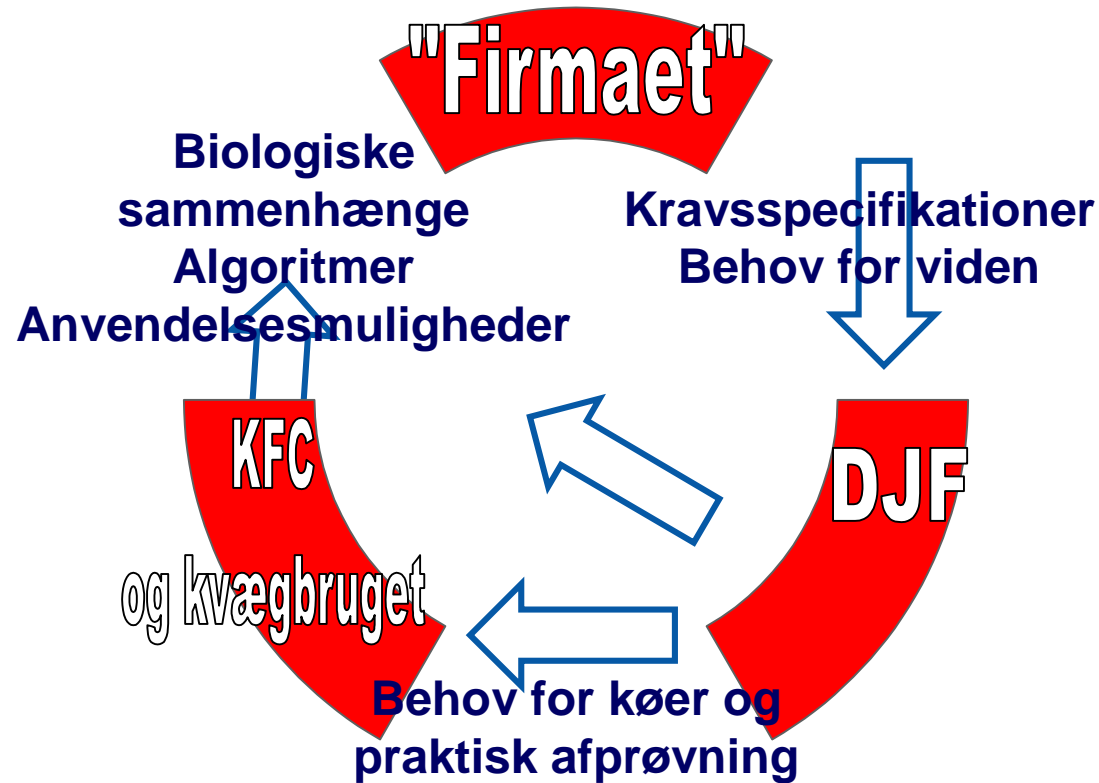 "Firmaet"
Biologiske
sammenhænge
Algoritmer
Anvendelsesmuligheder
Kravsspecifikationer
Behov for viden
KFC
og kvægbruget
DJF
Behov for køer og
praktisk afprøvning